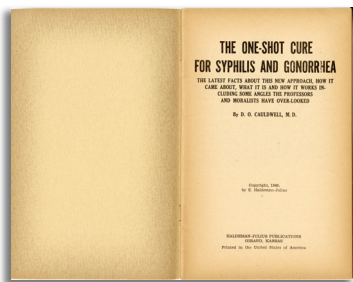 THE ONE-SHOT CURE
FOR SYPHILIS AND GONORRHEA
THE LATEST FACTS ABOUT THIS NEW APPROACH, HOW IT
CAME ABOUT, WHAT IT IS AND HOW IT WORKS IN-
CLUDING SOME ANGLES THE PROFESSORS
AND MORALISTS HAVE OVER-LOOKED
By D. O. CAULDWELL, M. D.
Copyright,
by E. Haldeman-Julius
HALDEMAN-JULIUS PUBLICATIONS
GIRARD, KANSAS
Printed in the United States of America